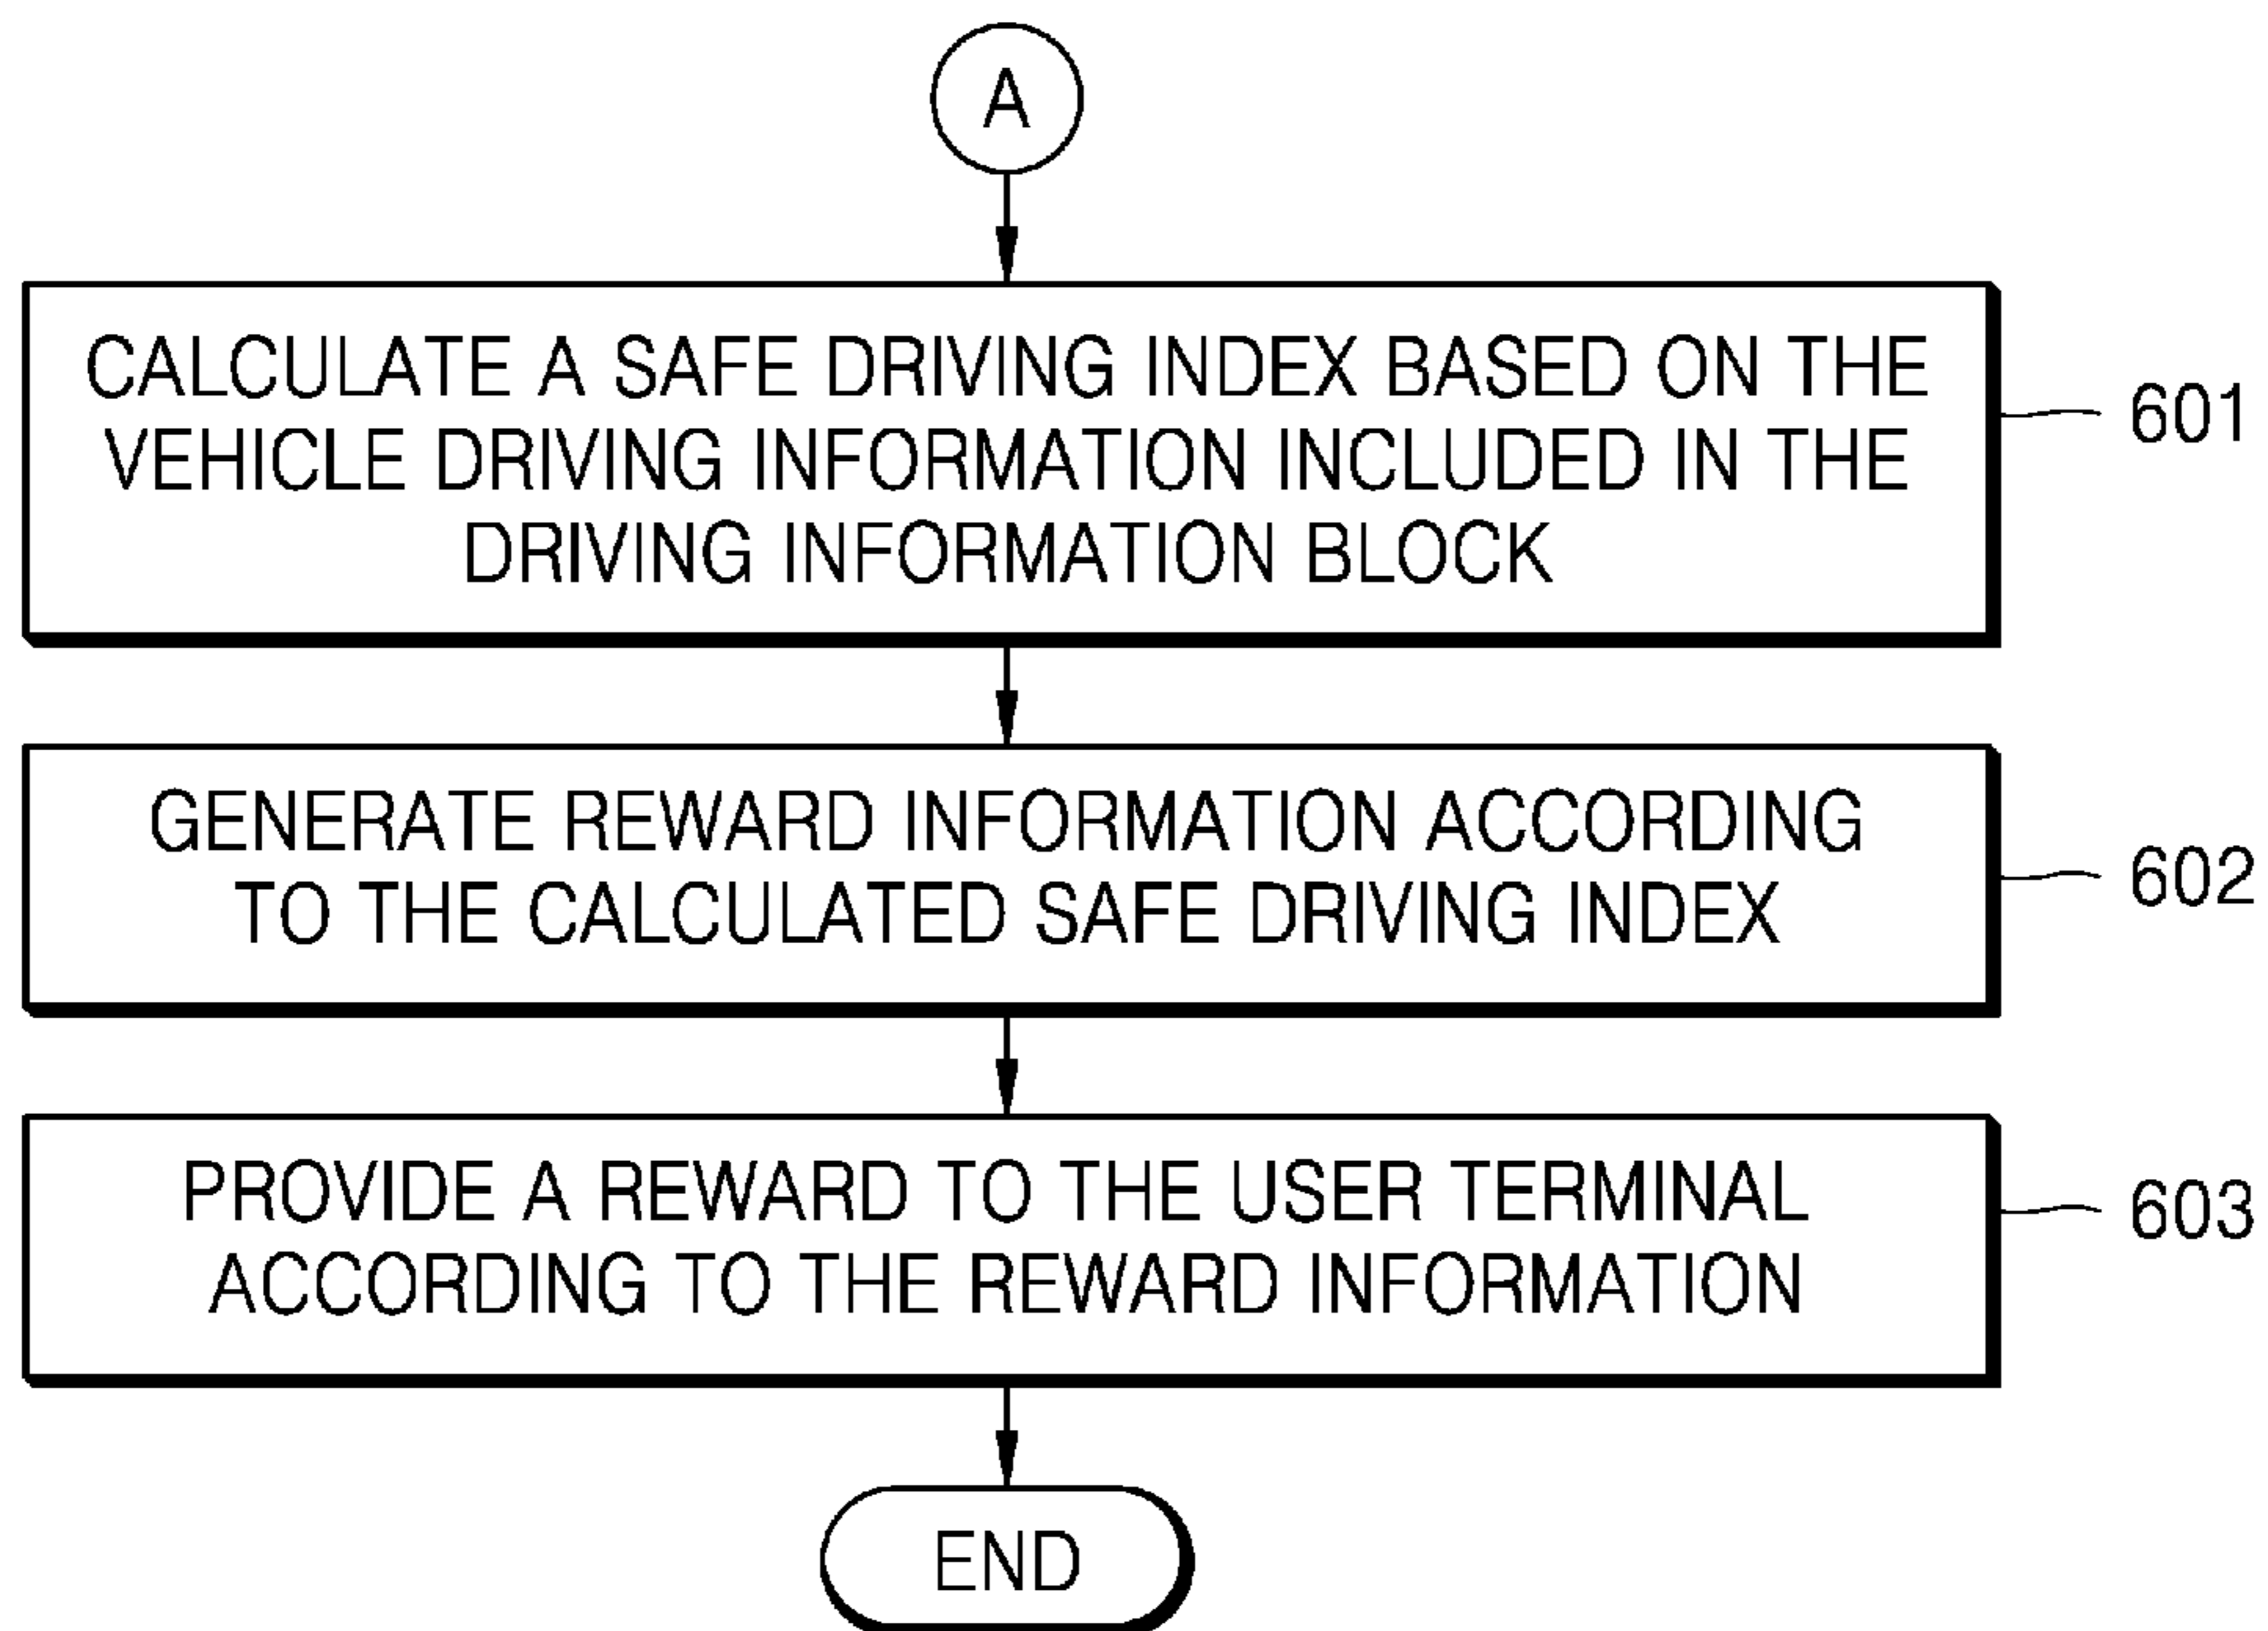 A
CALCULATE A SAFE DRIVING INDEX BASED ON THE
VEHICLE DRIVING INFORMATION INCLUDED IN THE
DRIVING INFORMATION BLOCK
601
GENERATE REWARD INFORMATION ACCORDING
TO THE CALCULATED SAFE DRIVING INDEX
602
PROVIDE A REWARD TO THE USER TERMINAL
ACCORDING TO THE REWARD INFORMATION
603
END